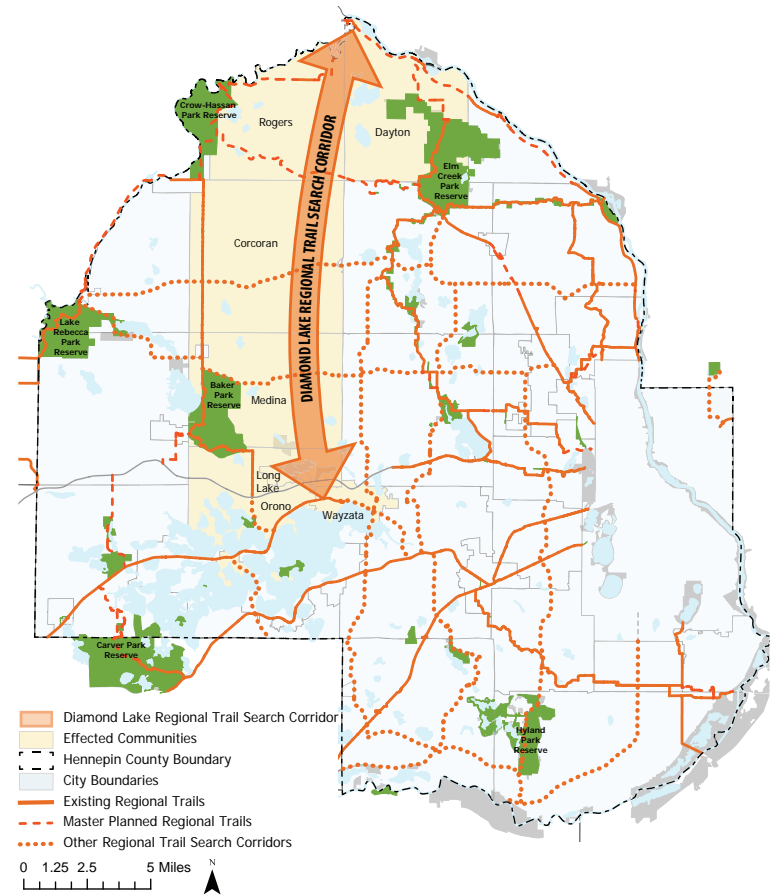 Crow-Hassan
Park Reserve
Rogers
Dayton
Elm
Creek
Park
Reserve
DIAMOND LAKE REGIONAL TRAIL SEARCH CORRIDOR
Corcoran
Lake
Rebecca
Park
Reserve
Baker
Park
Reserve
Medina
Long
Lake
Orono
Wayzata
Carver Park
Reserve
Hyland
Park
Reserve
Diamond Lake Regional Trail Search Corridor
Effected Communities
Hennepin County Boundary
City Boundaries
Existing Regional Trails
Master Planned Regional Trails
Other Regional Trail Search Corridors
0 1.25 2.5 5 Miles
N